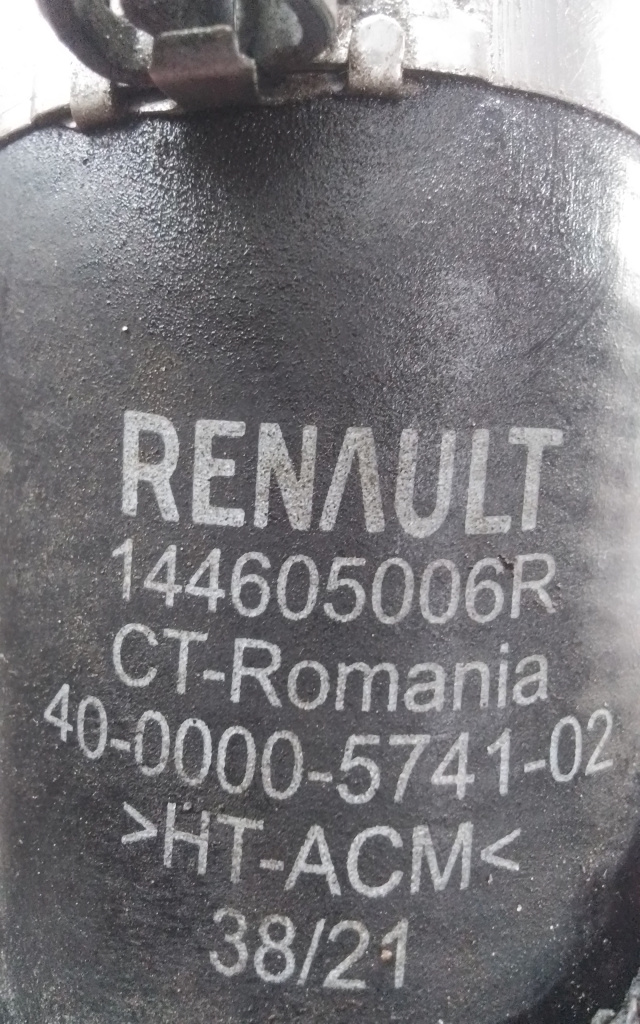 RENAULT
144605006R
CT-Romania
40-0000-5741-02
>HT-ACM<
38/21